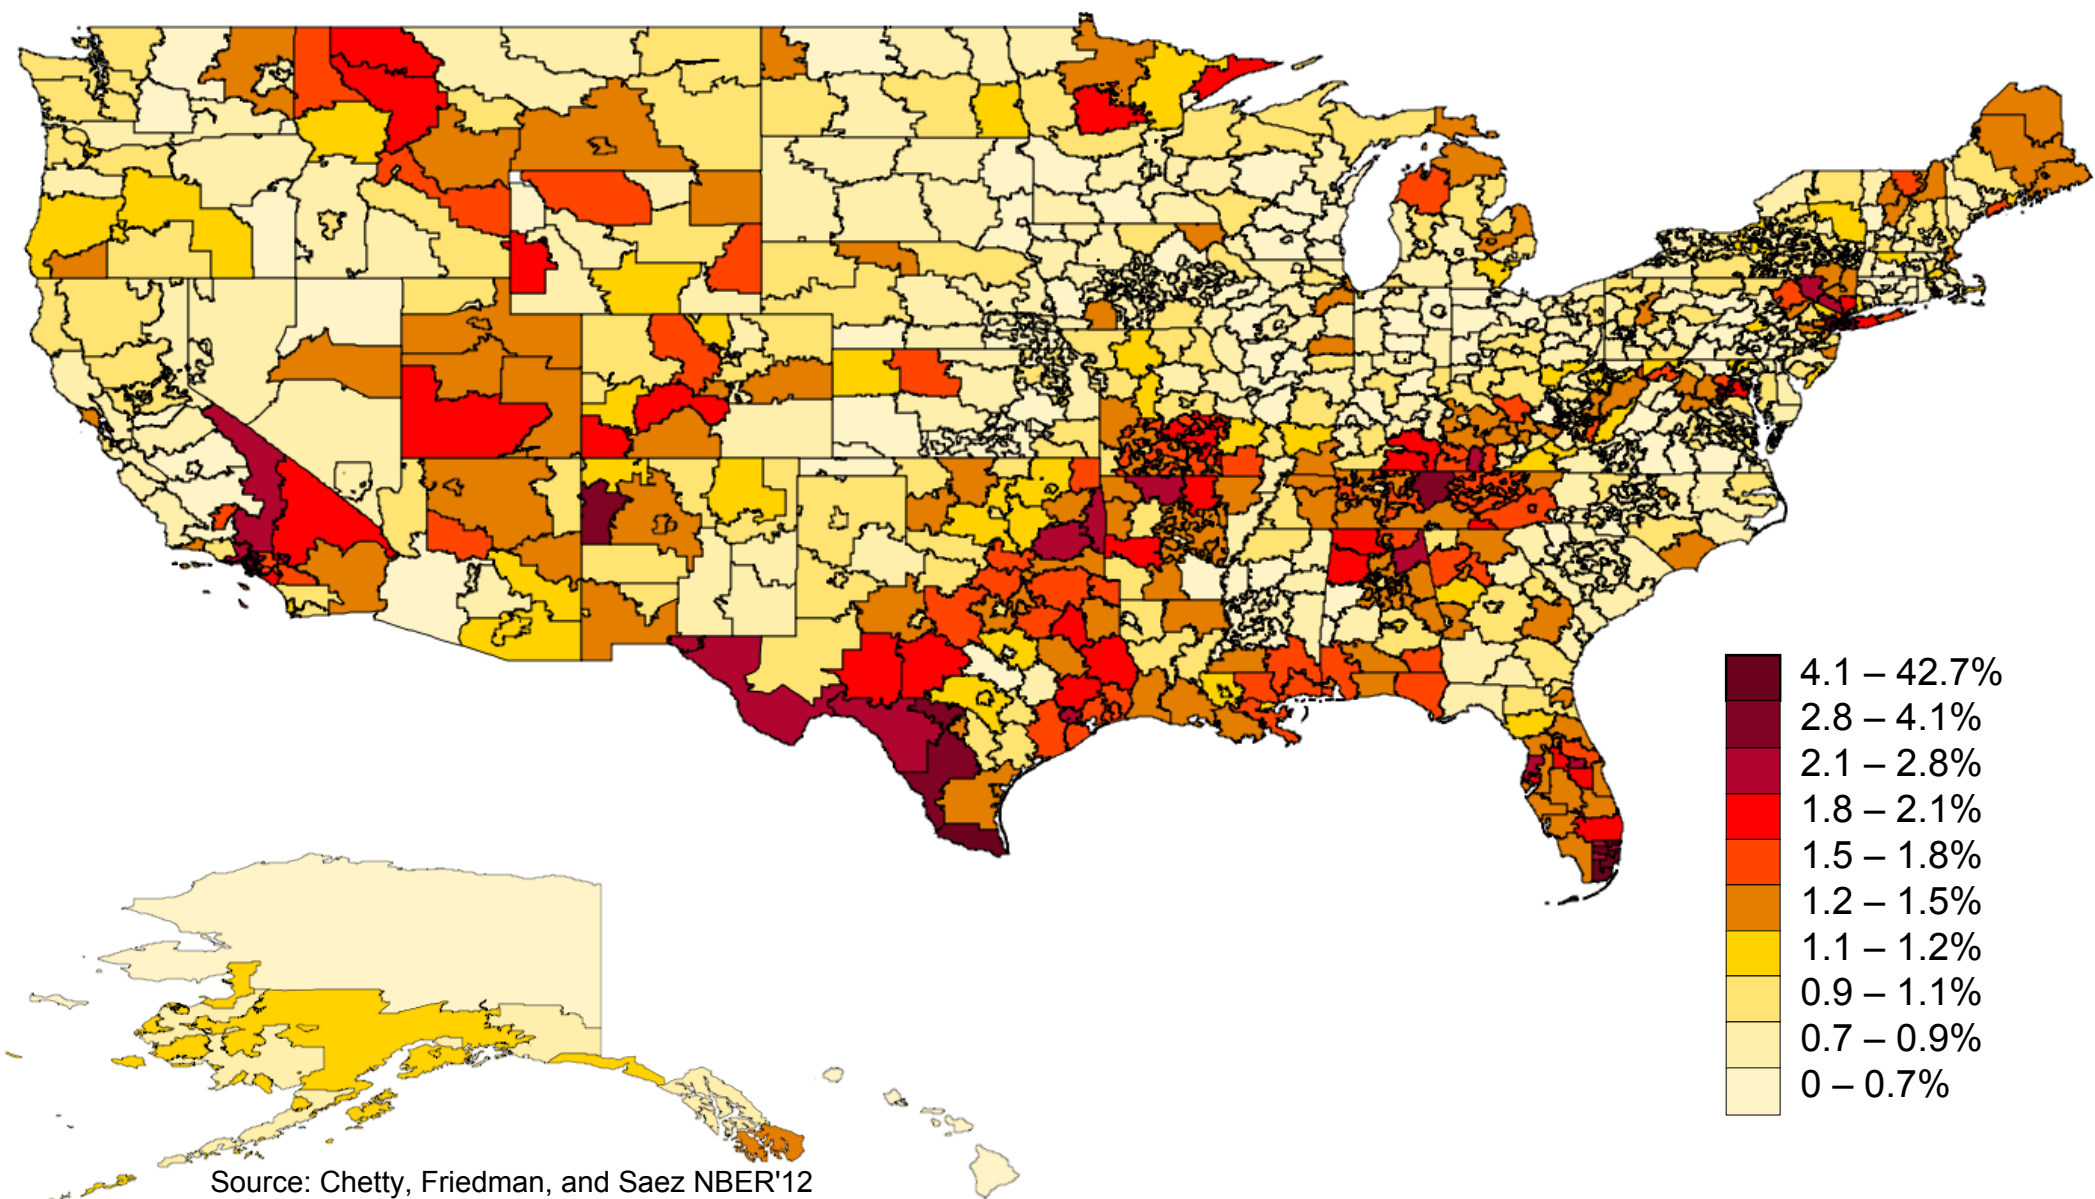 4.1 – 42.7%
2.8 – 4.1%
2.1 – 2.8%
1.8 – 2.1%
1.5 – 1.8%
1.2 – 1.5%
1.1 – 1.2%
0.9 – 1.1%
0.7 – 0.9%
0 – 0.7%
Source: Chetty, Friedman, and Saez NBER'12